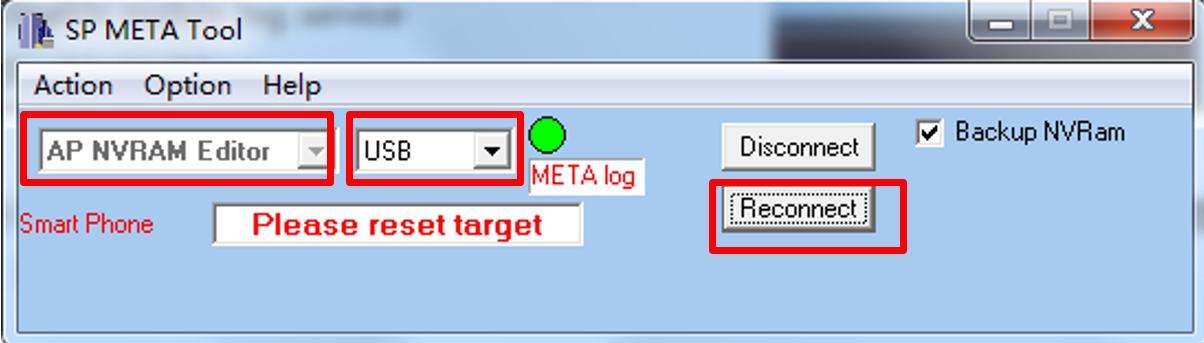 SP META Tool
Action Option Help
AP NVRAM Editor USB META log Disconnect Backup NVRam
Smart Phone Please reset target Reconnect